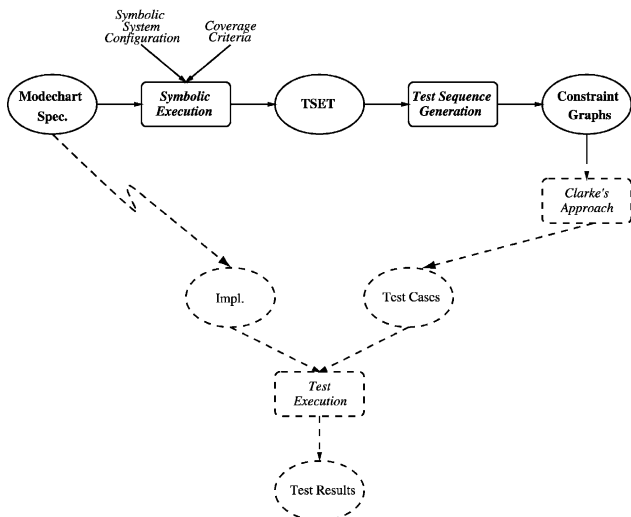 Symbolic
System
Configuration
Coverage
Criteria
Modechart
Spec.
Symbolic
Execution
TSET
Test Sequence
Generation
Constraint
Graphs
Clarke's
Approach
Impl.
Test Cases
Test
Execution
Test Results